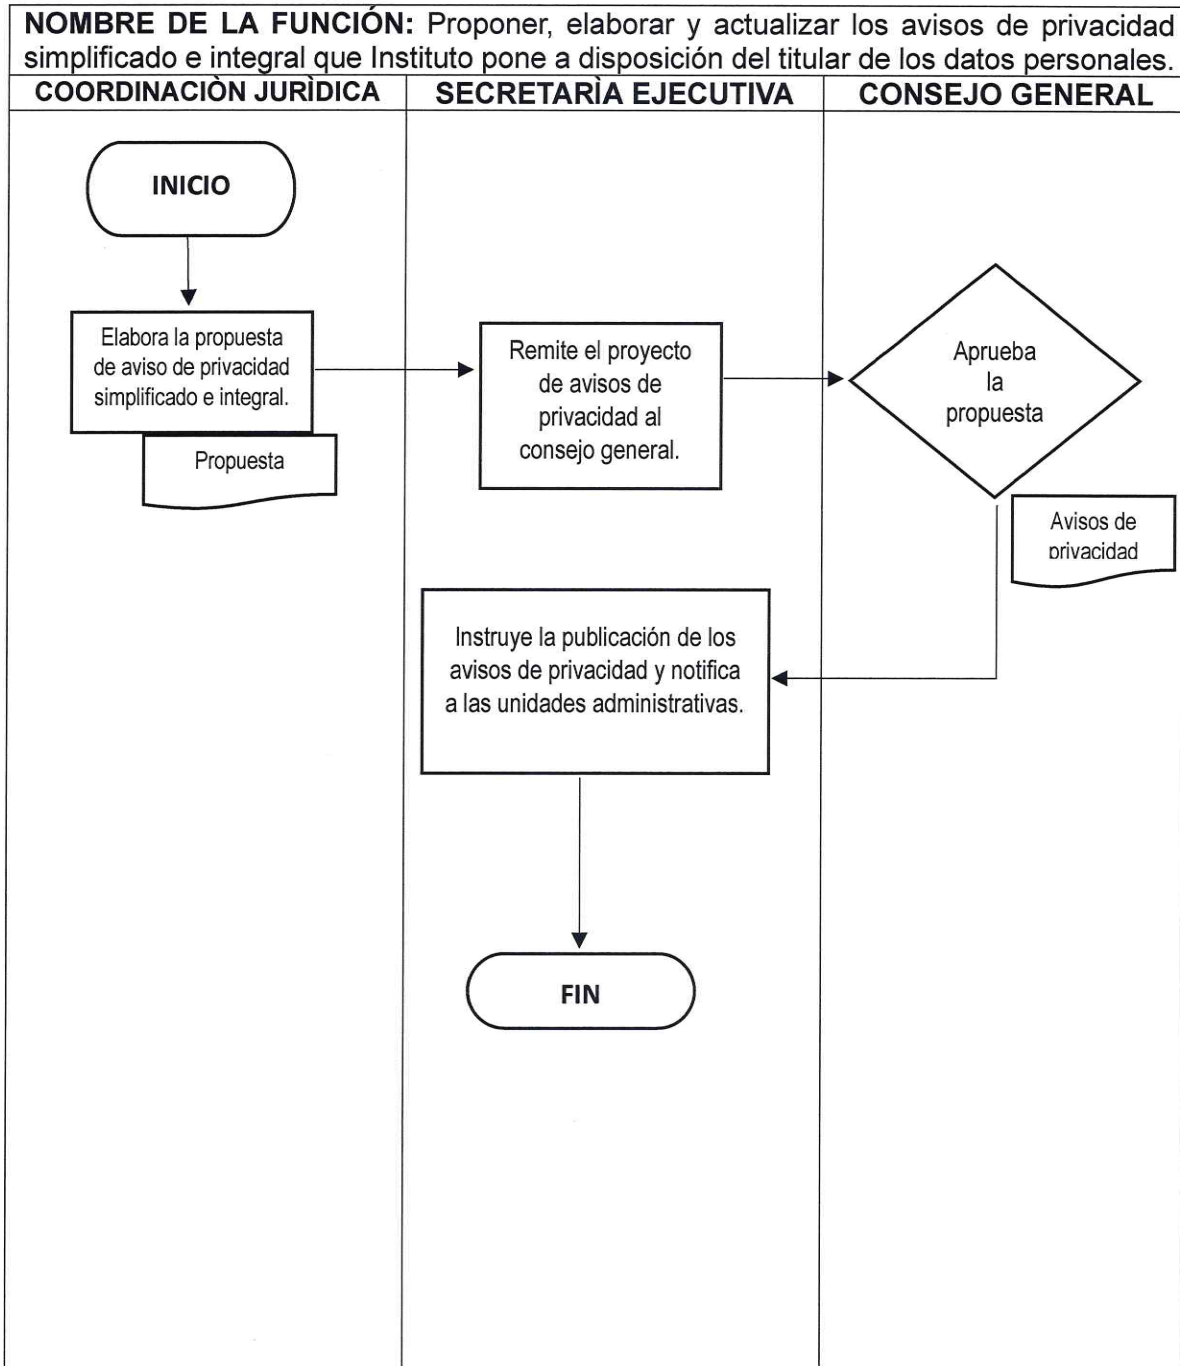 NOMBRE DE LA FUNCIÓN: Proponer, elaborar y actualizar los avisos de privacidad
simplificado e integral que Instituto pone a disposición del titular de los datos personales.
COORDINACIÒN JURÌDICA
SECRETARÌA EJECUTIVA
CONSEJO GENERAL
INICIO
Elabora la propuesta
de aviso de privacidad
simplificado e integral.
Propuesta
Remite el proyecto
de avisos de
privacidad al
consejo general.
Aprueba
la
propuesta
Avisos de
privacidad
Instruye la publicación de los
avisos de privacidad y notifica
a las unidades administrativas.
FIN